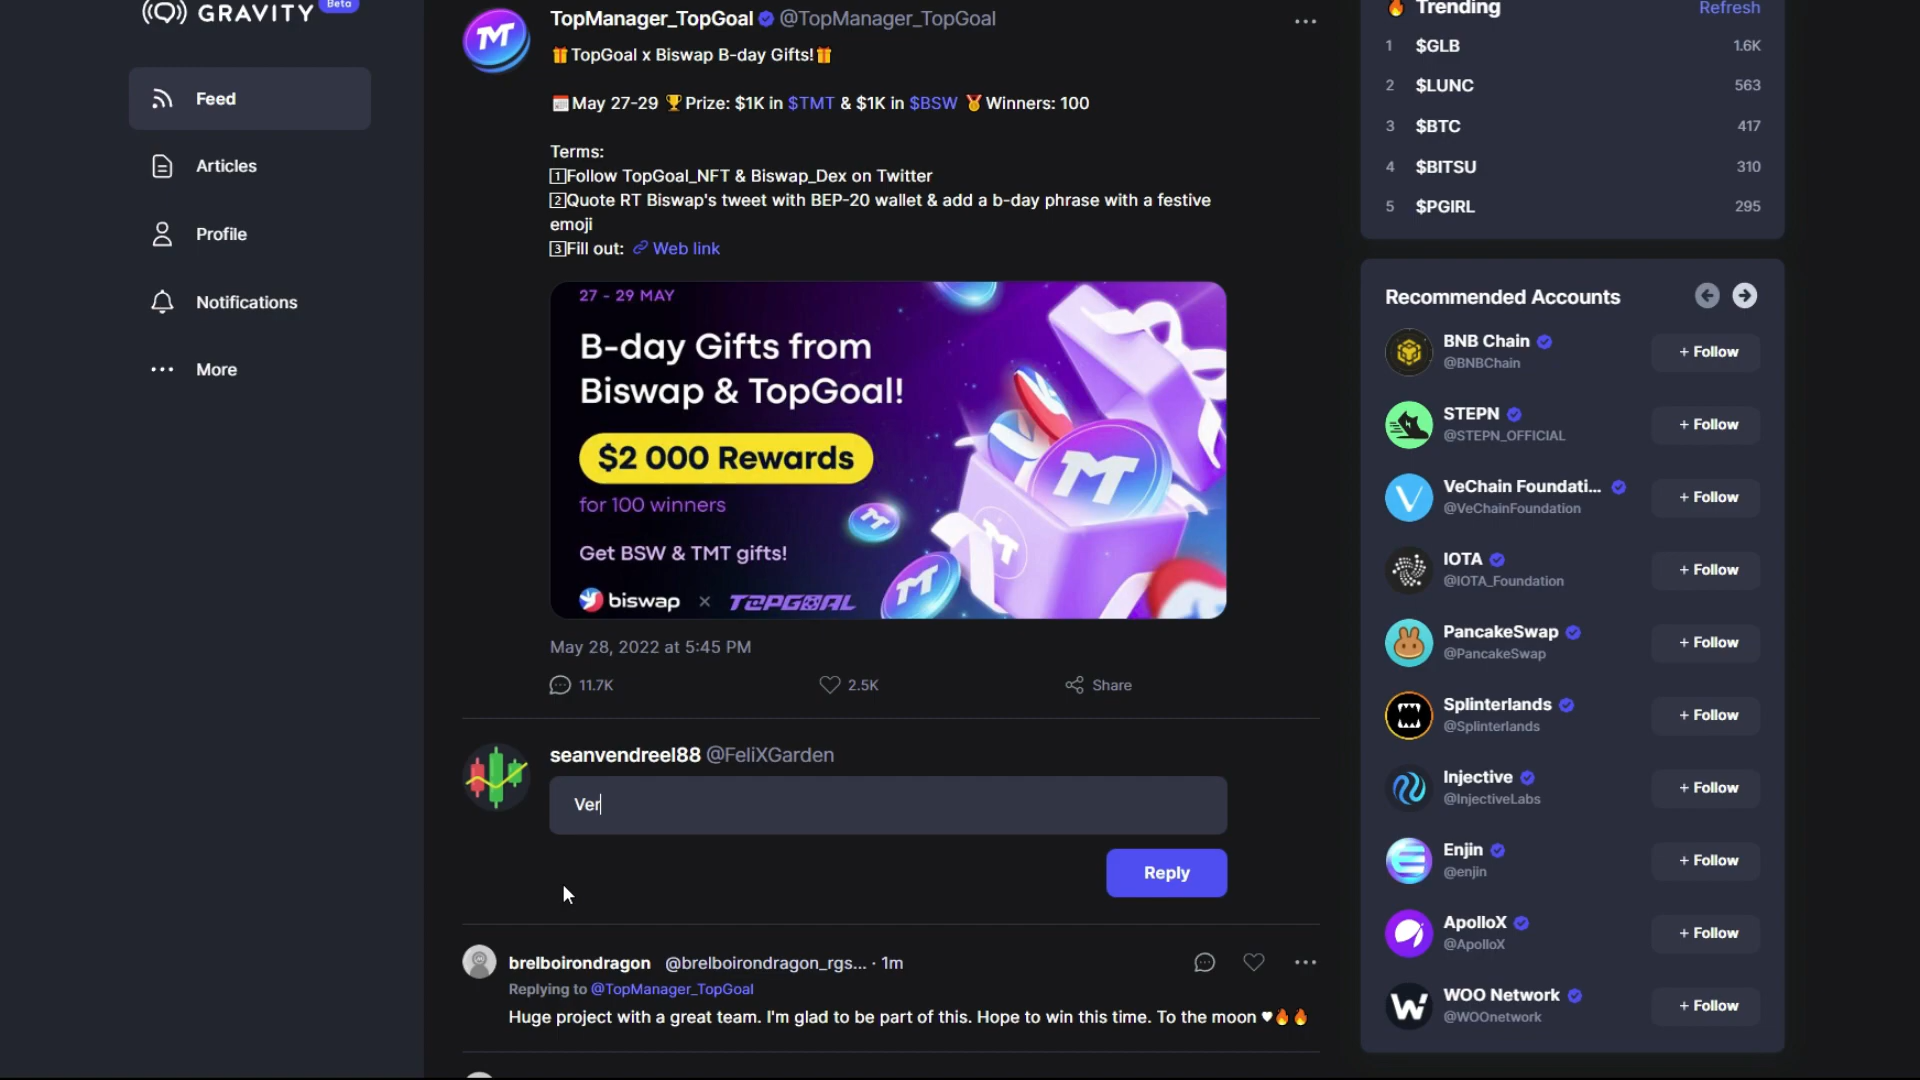 GRAVITY Beta
Feed
Articles
Profile
Notifications
More
TopManager_TopGoal @TopManager_TopGoal
🎁TopGoal x Biswap B-day Gifts!🎁
📅May 27-29 🏆Prize: $1K in $TMT & $1K in $BSW 🏅Winners: 100
Terms:
1️⃣Follow TopGoal_NFT & Biswap_Dex on Twitter
2️⃣Quote RT Biswap's tweet with BEP-20 wallet & add a b-day phrase with a festive
emoji
3️⃣Fill out: Web link
27 - 29 MAY
B-day Gifts from
Biswap & TopGoal!
$2 000 Rewards
for 100 winners
Get BSW & TMT gifts!
biswap x TOPGOAL
May 28, 2022 at 5:45 PM
11.7K 2.5K Share
seanvendreel88 @FeliXGarden
Ver
Reply
brelboirondragon @brelboirondragon_rgs... · 1m
Replying to @TopManager_TopGoal
Huge project with a great team. I'm glad to be part of this. Hope to win this time. To the moon ♥🔥🔥
🔥 Trending Refresh
1 $GLB 1.6K
2 $LUNC 563
3 $BTC 417
4 $BITSU 310
5 $PGIRL 295
Recommended Accounts
BNB Chain
@BNBChain
+ Follow
STEPN
@STEPN_OFFICIAL
+ Follow
VeChain Foundati...
@VeChainFoundation
+ Follow
IOTA
@IOTA_Foundation
+ Follow
PancakeSwap
@PancakeSwap
+ Follow
Splinterlands
@Splinterlands
+ Follow
Injective
@InjectiveLabs
+ Follow
Enjin
@enjin
+ Follow
ApolloX
@ApolloX
+ Follow
WOO Network
@WOOnetwork
+ Follow